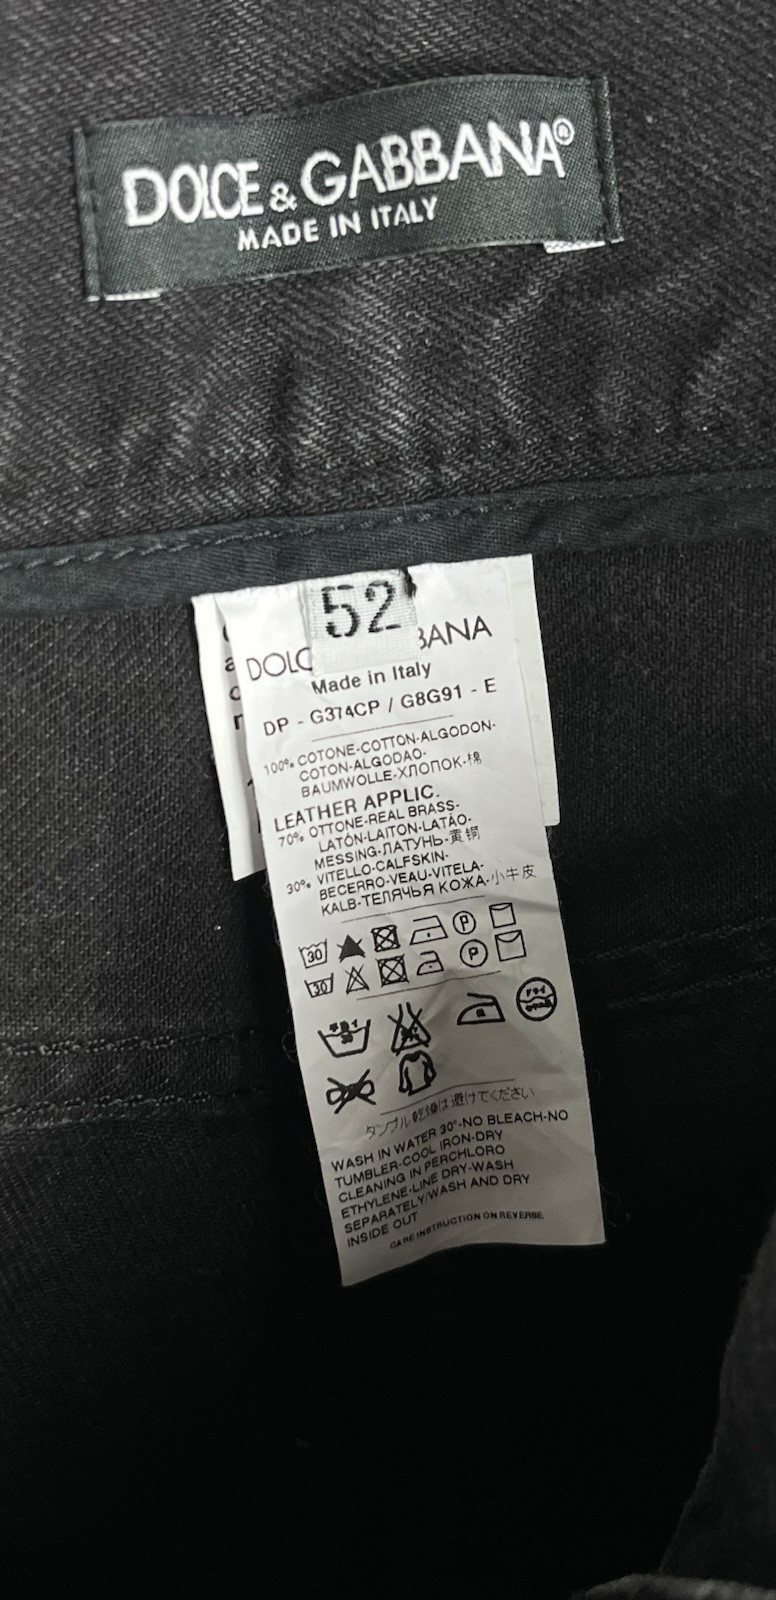 DOLCE & GABBANA®
MADE IN ITALY
52
DOLC BANA
Made in Italy
DP - G374CP / G8G91 - E
100% COTONE-COTTON-ALGODON-
COTON-ALGODAO-
BAUMWOLLE-ХЛОПОК-棉
LEATHER APPLIC.
70% OTTONE-REAL BRASS-
LATÓN-LAITON-LATÃO-
MESSING-ЛАТУНЬ-黄铜
30% VITELLO-CALFSKIN-
BECERRO-VEAU-VITELA-
KALB-ТЕЛЯЧЬЯ КОЖА-小牛皮
30 P
30 P
タンブル乾燥は避けてください
WASH IN WATER 30°-NO BLEACH-NO
TUMBLER-COOL IRON-DRY
CLEANING IN PERCHLORO
ETHYLENE-LINE DRY-WASH
SEPARATELY/WASH AND DRY
INSIDE OUT
CARE INSTRUCTION ON REVERSE